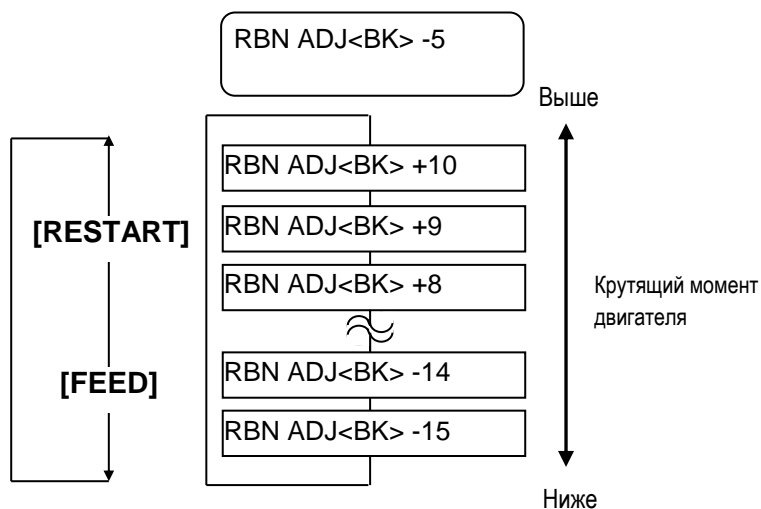 RBN ADJ<BK> -5
Выше
RBN ADJ<BK> +10
[RESTART]
RBN ADJ<BK> +9
RBN ADJ<BK> +8
Крутящий момент
двигателя
RBN ADJ<BK> -14
[FEED]
RBN ADJ<BK> -15
Ниже